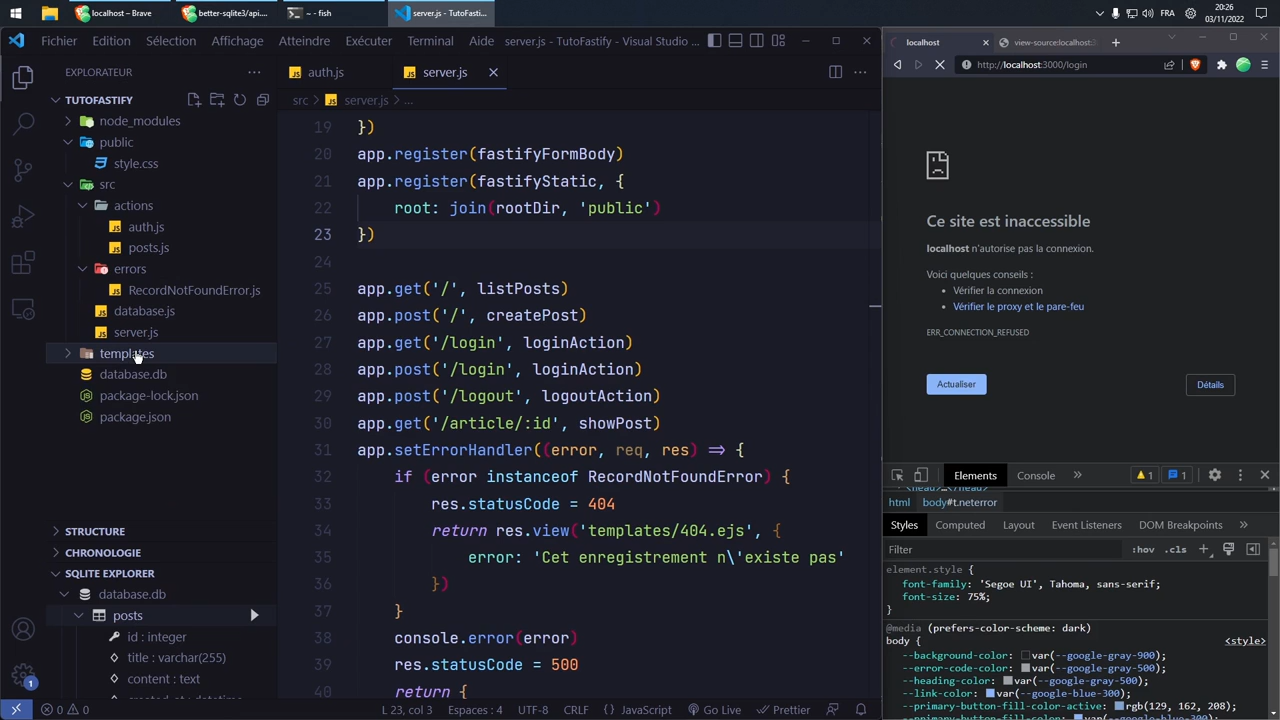 localhost – Brave
better-sqlite3/api....
~ - fish
server.js - TutoFasti...
FRA
20:26
03/11/2022
Fichier
Edition
Sélection
Affichage
Atteindre
Exécuter
Terminal
Aide
server.js - TutoFastify - Visual Studio ...
EXPLORATEUR
TUTOFASTIFY
node_modules
public
style.css
src
actions
auth.js
posts.js
errors
RecordNotFoundError.js
database.js
server.js
templates
database.db
package-lock.json
package.json
STRUCTURE
CHRONOLOGIE
SQLITE EXPLORER
database.db
posts
id : integer
title : varchar(255)
content : text
created_at : datetime
1
auth.js
server.js
src > server.js > ...
19 })
20 app.register(fastifyFormBody)
21 app.register(fastifyStatic, {
22 root: join(rootDir, 'public')
23 })
24
25 app.get('/', listPosts)
26 app.post('/', createPost)
27 app.get('/login', loginAction)
28 app.post('/login', loginAction)
29 app.post('/logout', logoutAction)
30 app.get('/article/:id', showPost)
31 app.setErrorHandler((error, req, res) => {
32 if (error instanceof RecordNotFoundError) {
33 res.statusCode = 404
34 return res.view('templates/404.ejs', {
35 error: 'Cet enregistrement n\'existe pas'
36 })
37 }
38 console.error(error)
39 res.statusCode = 500
40 return {
0 0
L 23, col 3
Espaces : 4
UTF-8
CRLF
JavaScript
Go Live
Prettier
localhost
view-source:localhost:3
http://localhost:3000/login
Ce site est inaccessible
localhost n'autorise pas la connexion.
Voici quelques conseils :
Vérifier la connexion
Vérifier le proxy et le pare-feu
ERR_CONNECTION_REFUSED
Actualiser
Détails
Elements
Console
1
1
<head>…</head>
html
body#t.neterror
Styles
Computed
Layout
Event Listeners
DOM Breakpoints
Filter
:hov
.cls
element.style {
font-family: 'Segoe UI', Tahoma, sans-serif;
font-size: 75%;
}
@media (prefers-color-scheme: dark)
body {
<style>
--background-color: var(--google-gray-900);
--error-code-color: var(--google-gray-500);
--heading-color: var(--google-gray-500);
--link-color: var(--google-blue-300);
--primary-button-fill-color-active: rgb(129, 162, 208);